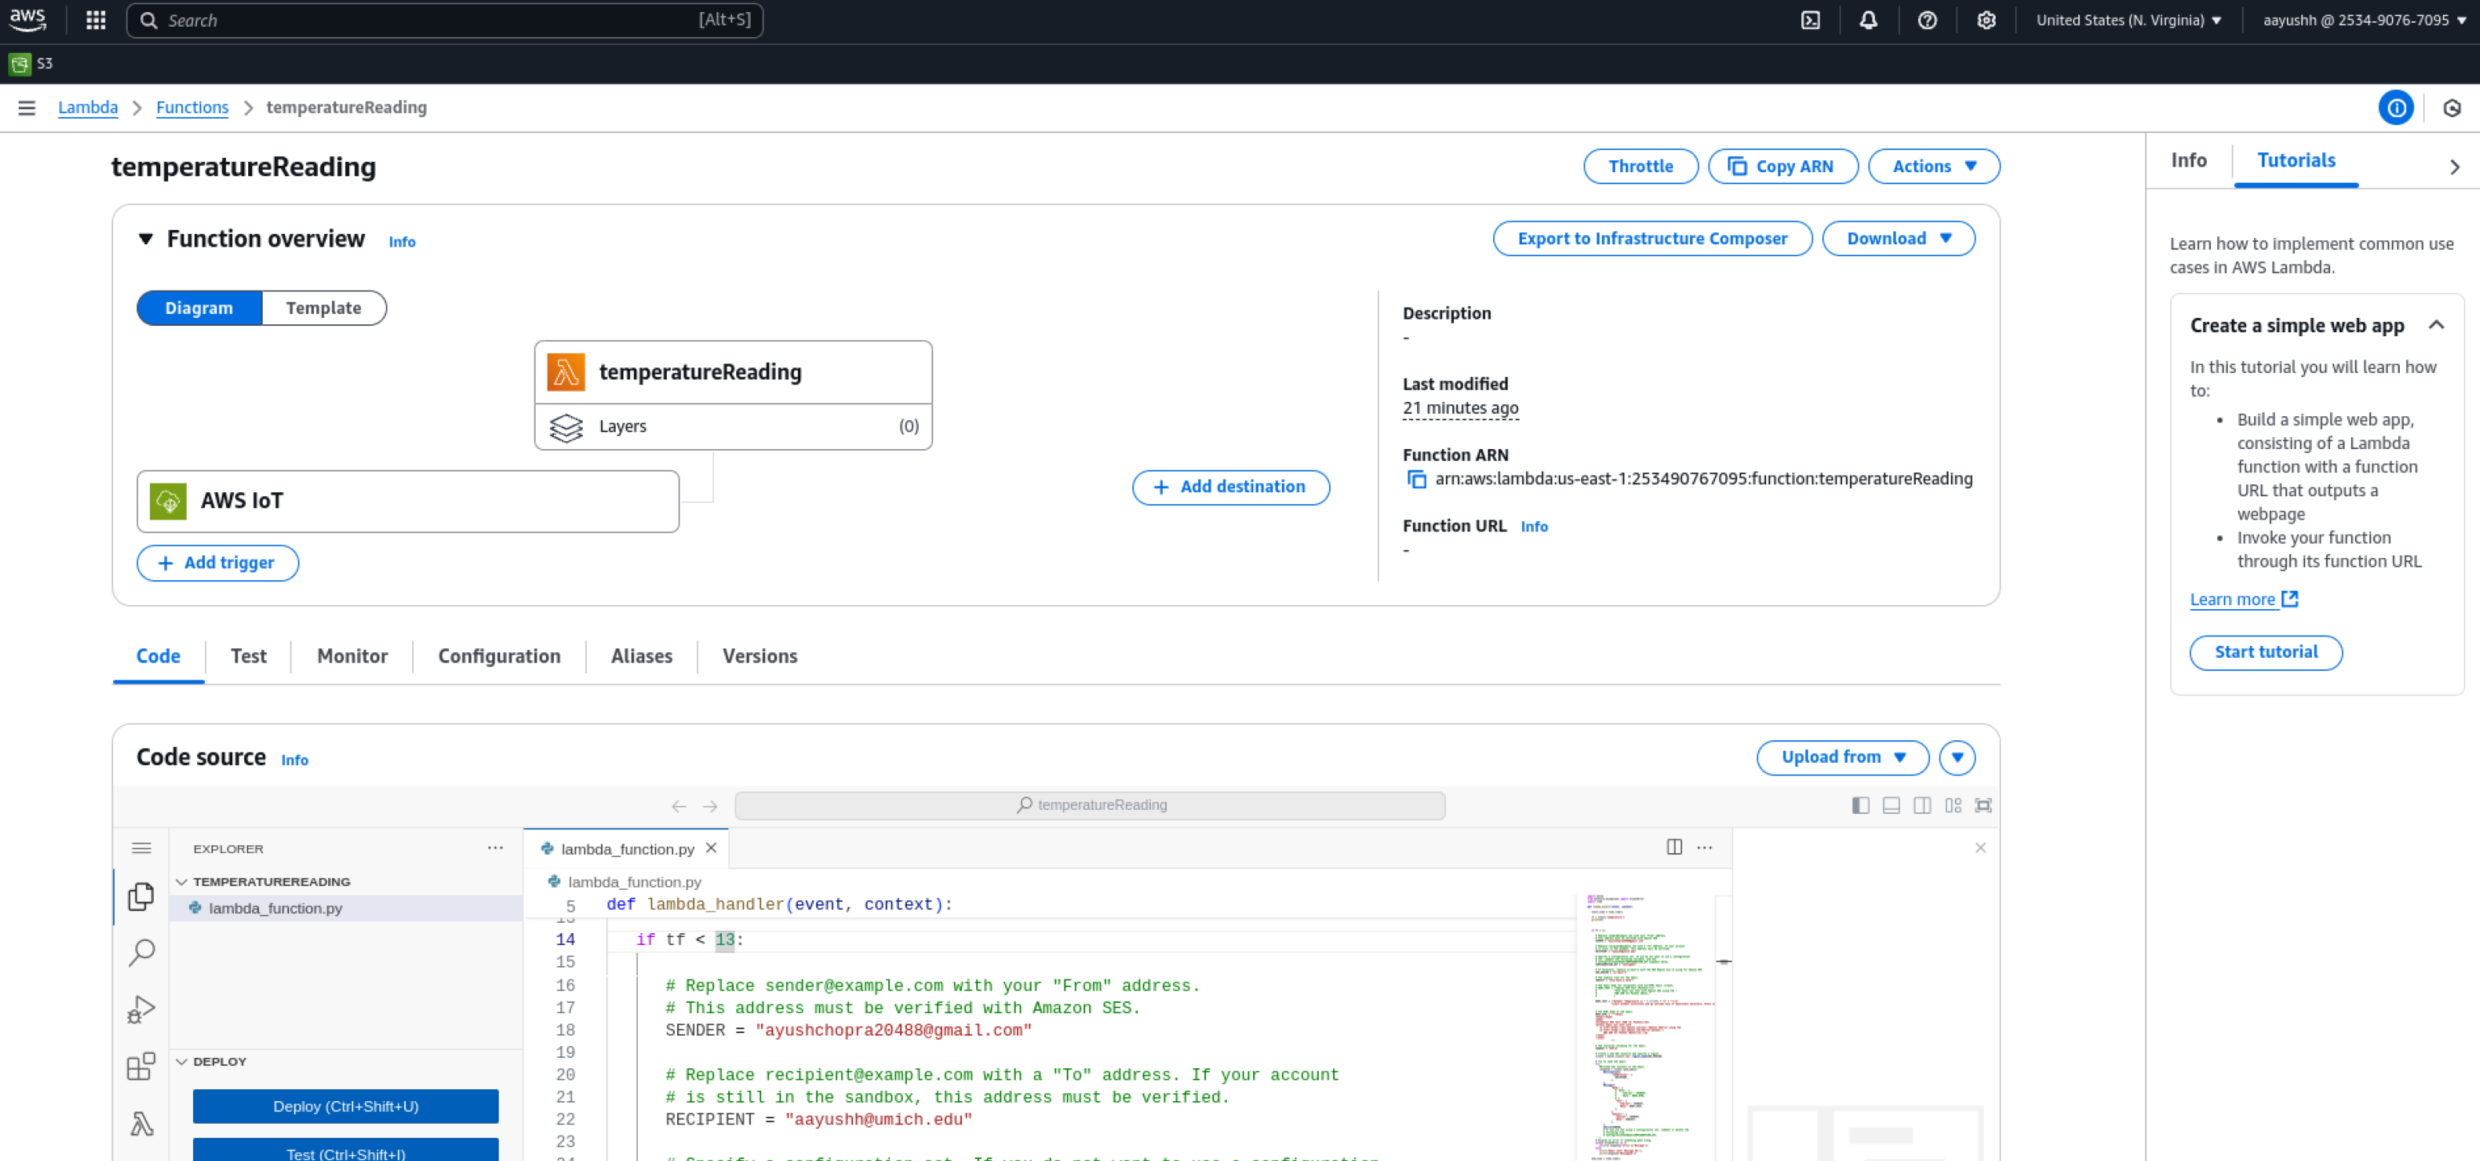 aws
Search [Alt+S]
United States (N. Virginia)
aayushh @ 2534-9076-7095
S3
Lambda
Functions
temperatureReading
temperatureReading
Throttle
Copy ARN
Actions
Function overview Info
Export to Infrastructure Composer
Download
Diagram
Template
temperatureReading
Layers (0)
AWS IoT
Add trigger
Add destination
Description
-
Last modified
21 minutes ago
Function ARN
arn:aws:lambda:us-east-1:253490767095:function:temperatureReading
Function URL Info
-
Code
Test
Monitor
Configuration
Aliases
Versions
Code source Info
Upload from
temperatureReading
EXPLORER
TEMPERATUREREADING
lambda_function.py
DEPLOY
Deploy (Ctrl+Shift+U)
Test (Ctrl+Shift+I)
lambda_function.py
lambda_function.py
5 def lambda_handler(event, context):
14 if tf < 13:
15
16 # Replace sender@example.com with your "From" address.
17 # This address must be verified with Amazon SES.
18 SENDER = "ayushchopra20488@gmail.com"
19
20 # Replace recipient@example.com with a "To" address. If your account
21 # is still in the sandbox, this address must be verified.
22 RECIPIENT = "aayushh@umich.edu"
23
Info
Tutorials
Learn how to implement common use
cases in AWS Lambda.
Create a simple web app
In this tutorial you will learn how
to:
• Build a simple web app,
consisting of a Lambda
function with a function
URL that outputs a
webpage
• Invoke your function
through its function URL
Learn more
Start tutorial